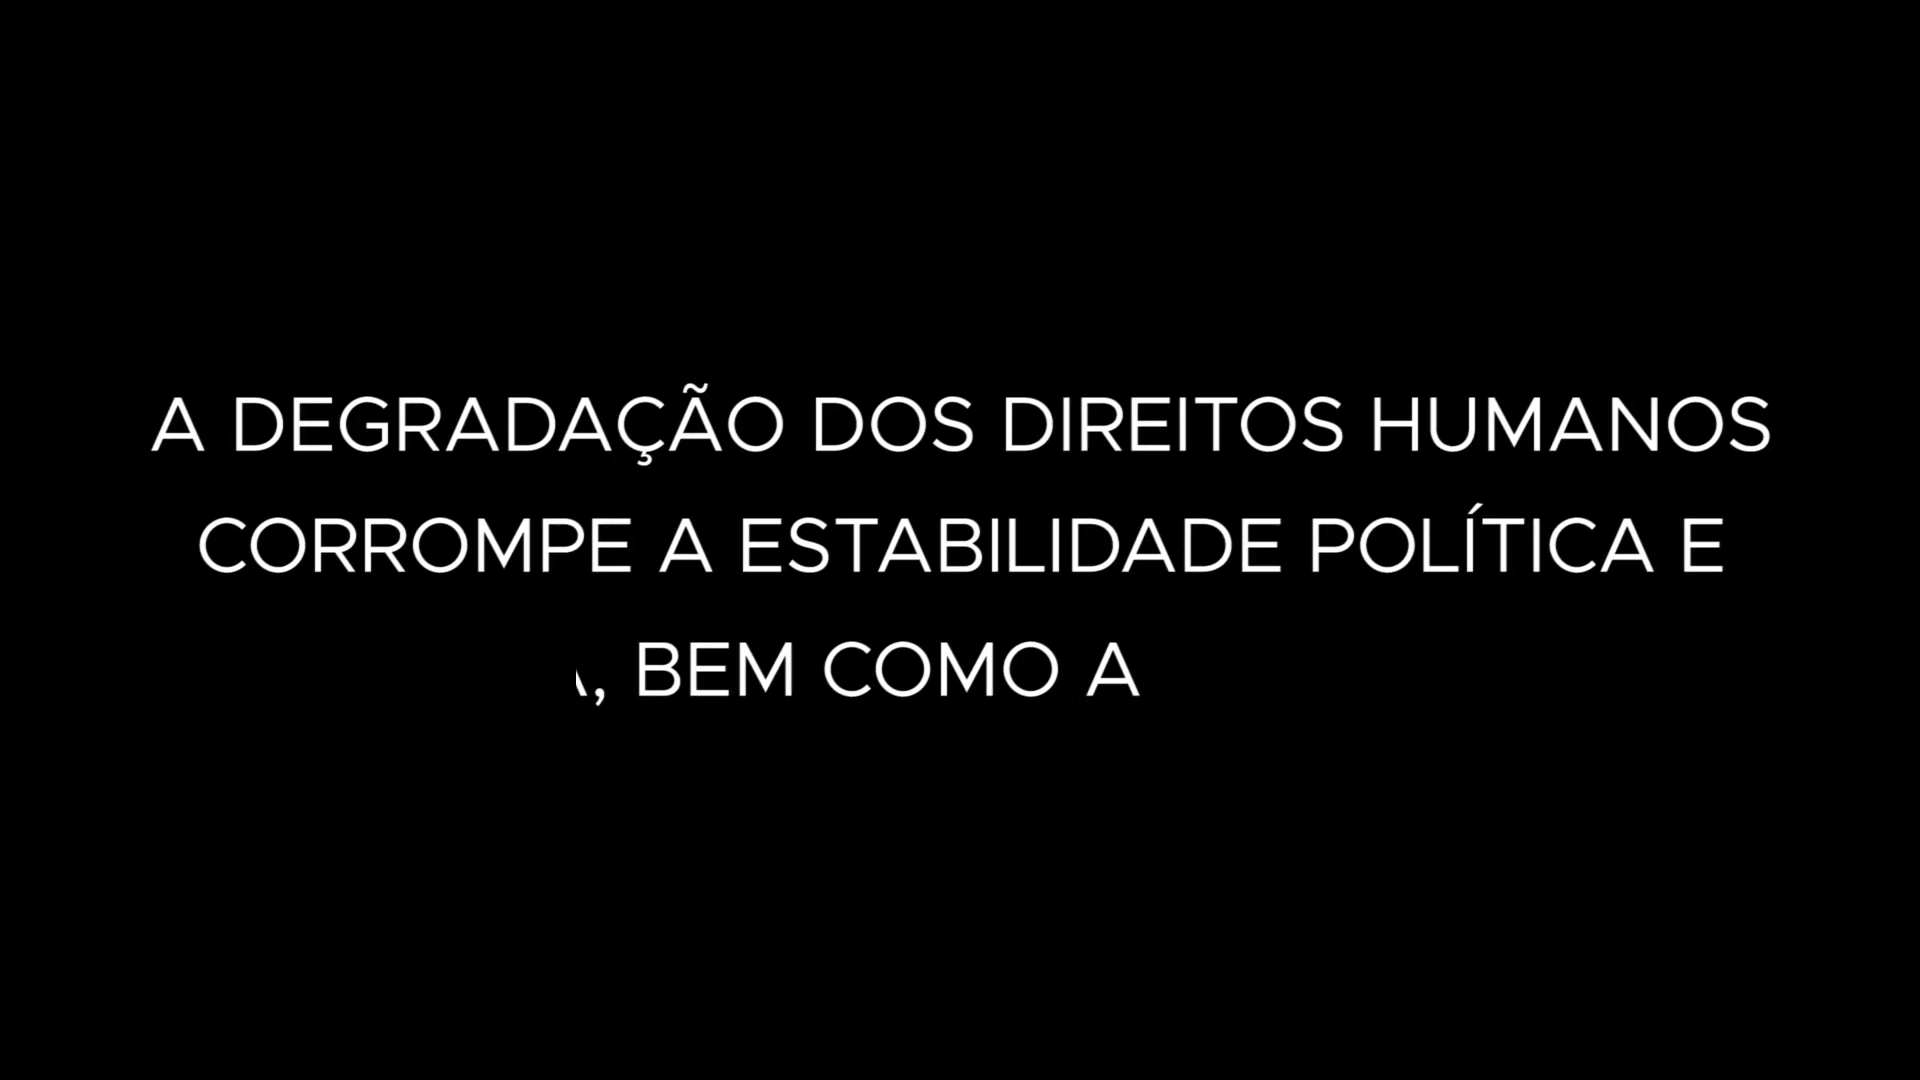 A DEGRADAÇÃO DOS DIREITOS HUMANOS
CORROMPE A ESTABILIDADE POLÍTICA E
, BEM COMO A